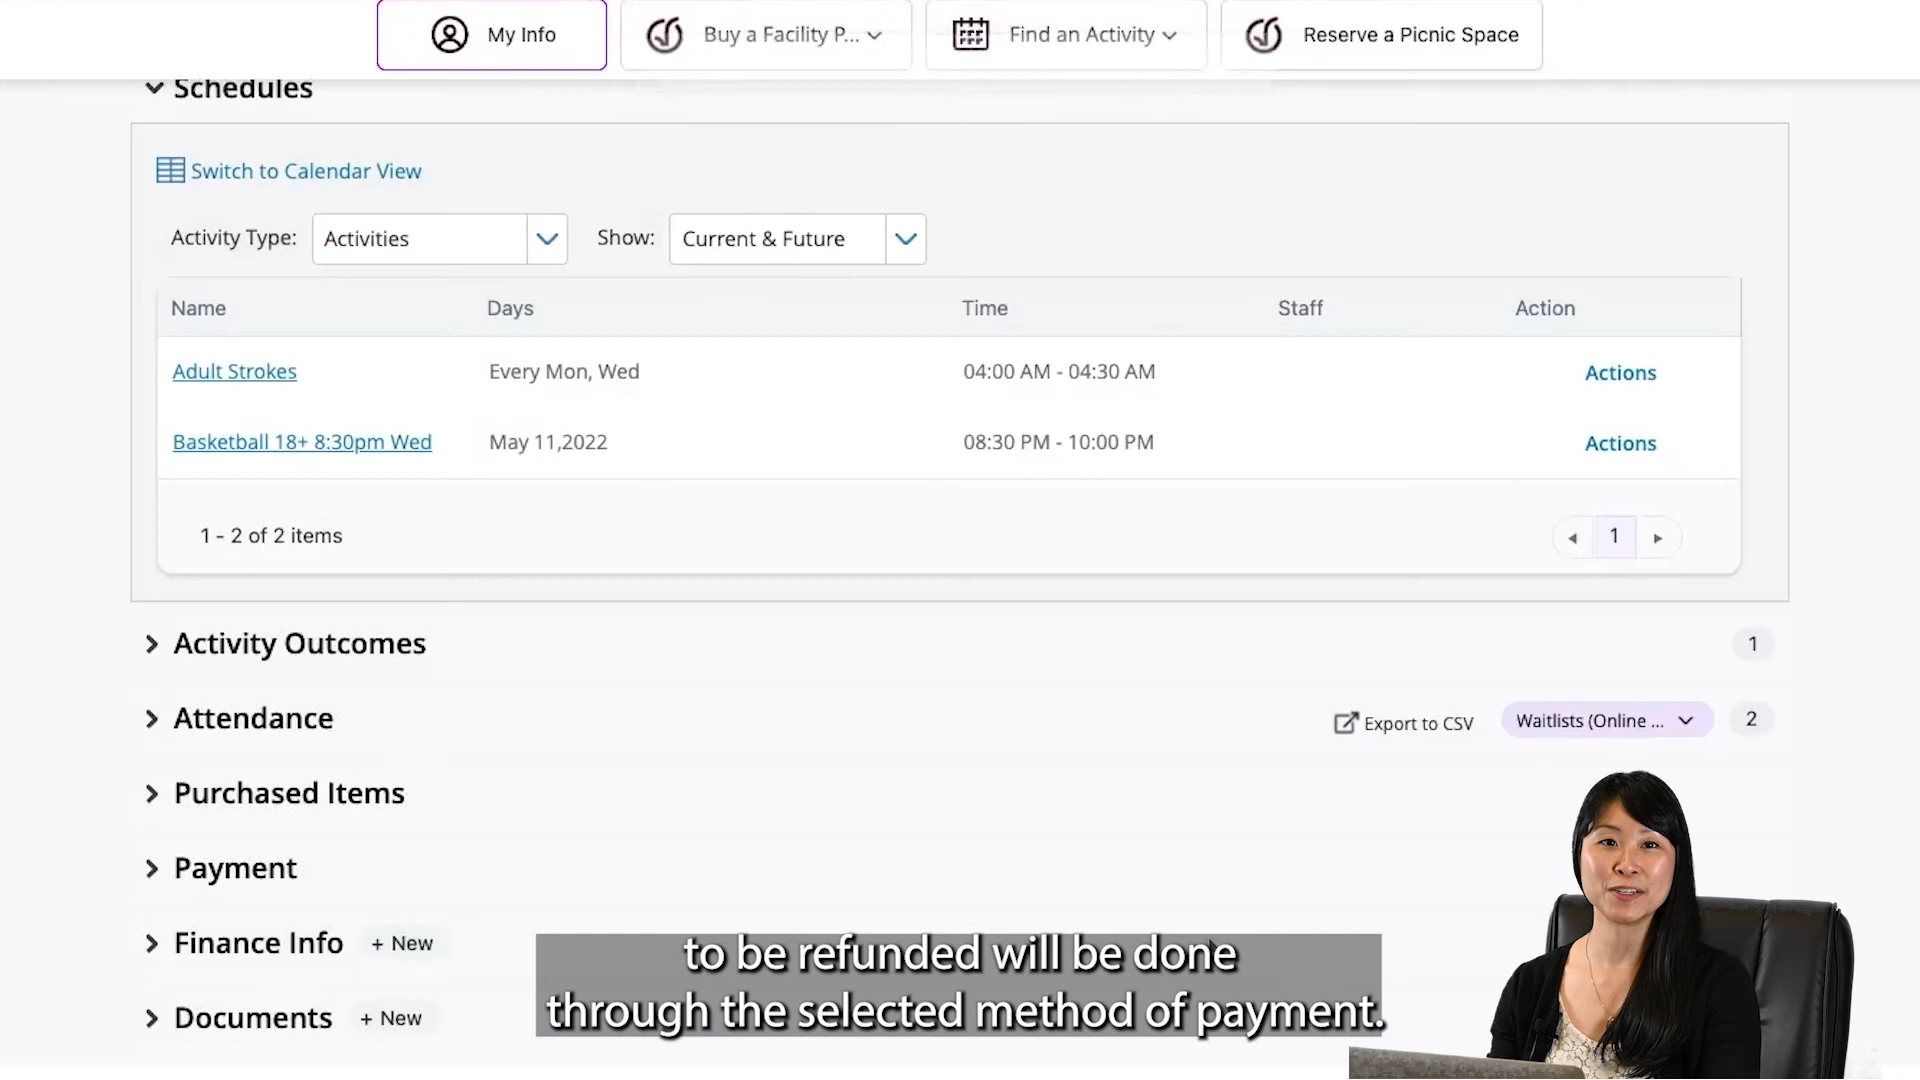 My Info
Buy a Facility P...
Find an Activity
Reserve a Picnic Space
Schedules
Switch to Calendar View
Activity Type: Activities Show: Current & Future
Name Days Time Staff Action
Adult Strokes Every Mon, Wed 04:00 AM - 04:30 AM Actions
Basketball 18+ 8:30pm Wed May 11,2022 08:30 PM - 10:00 PM Actions
1 - 2 of 2 items 1
Activity Outcomes 1
Attendance Export to CSV Waitlists (Online ... 2
Purchased Items
Payment
Finance Info + New
Documents + New
to be refunded will be done
through the selected method of payment.